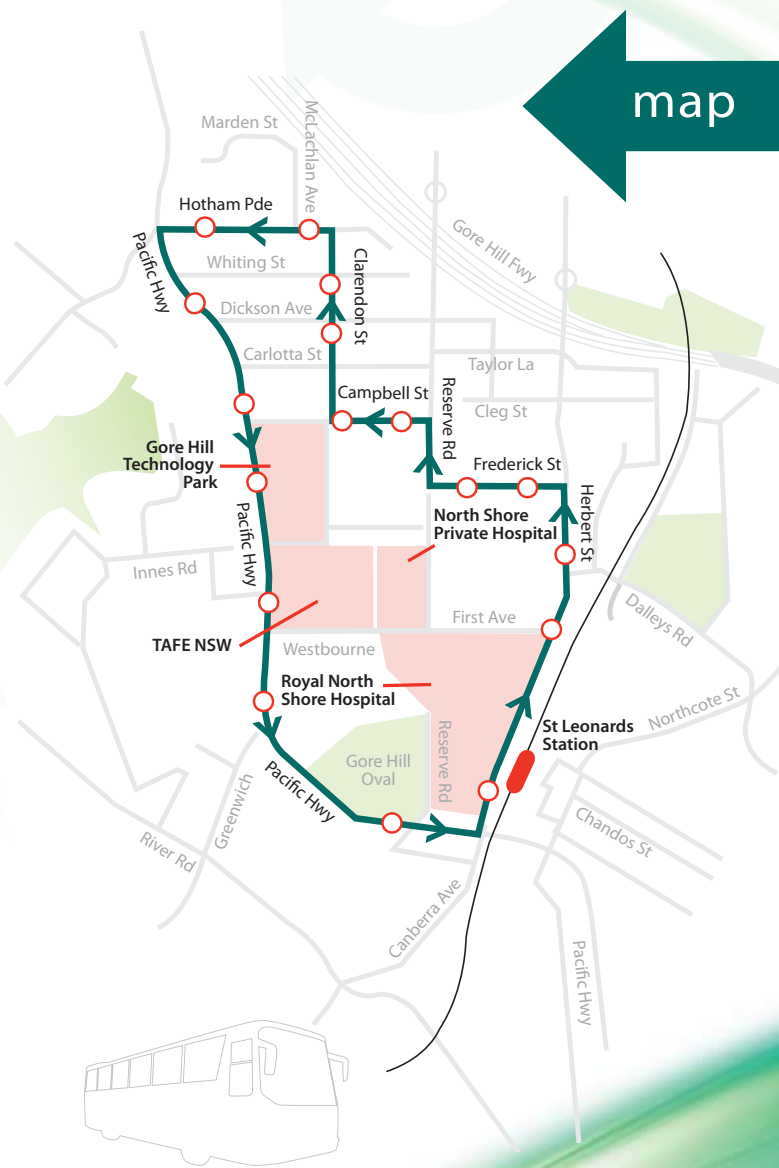 map
Marden St
McLachlan Ave
Hotham Pde
Pacific Hwy
Gore Hill Fwy
Whiting St
Clarendon St
Dickson Ave
Carlotta St
Taylor La
Campbell St
Reserve Rd
Cleg St
Gore Hill
Technology
Park
Frederick St
Herbert St
Pacific Hwy
North Shore
Private Hospital
Innes Rd
Dalleys Rd
First Ave
TAFE NSW
Westbourne
Royal North
Shore Hospital
Northcote St
St Leonards
Station
Reserve Rd
Gore Hill
Oval
Pacific Hwy
Greenwich
River Rd
Chandos St
Canberra Ave
Pacific Hwy